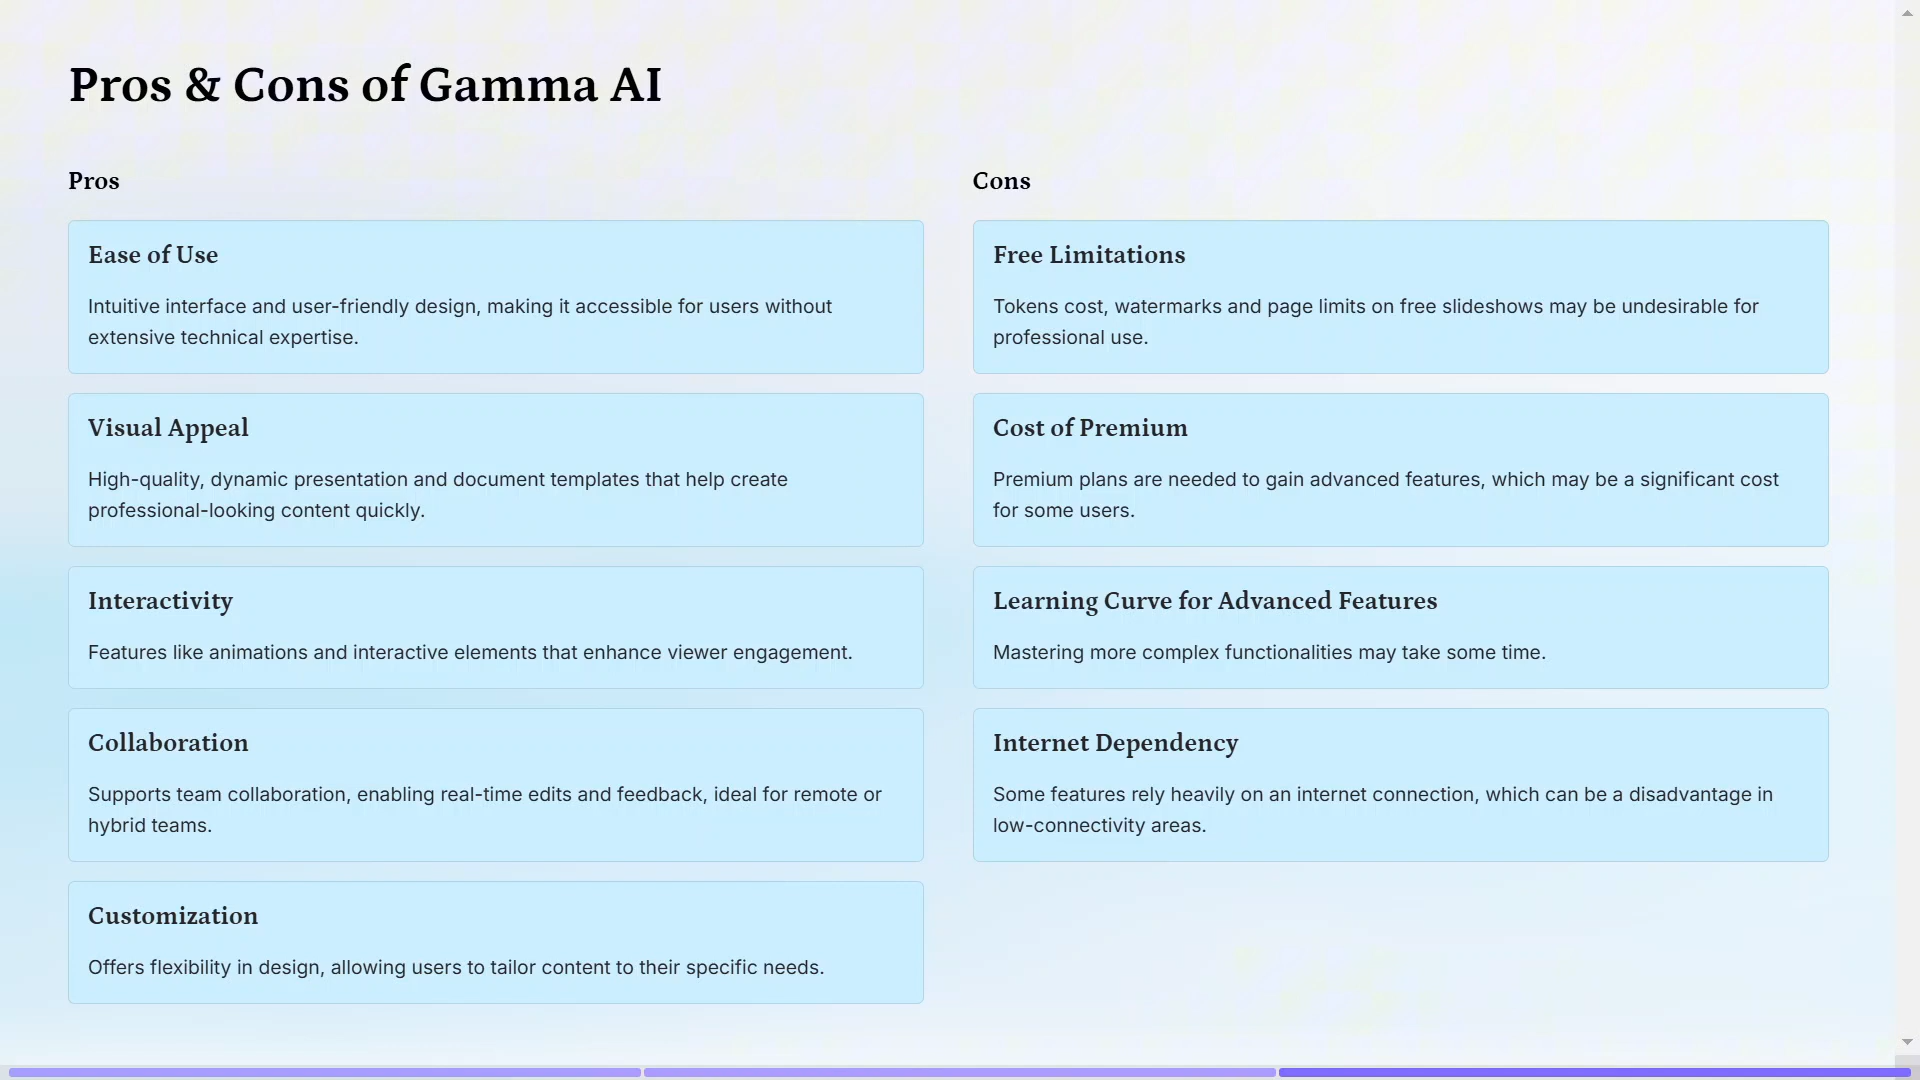 Pros & Cons of Gamma AI
Pros
Ease of Use
Intuitive interface and user-friendly design, making it accessible for users without
extensive technical expertise.
Visual Appeal
High-quality, dynamic presentation and document templates that help create
professional-looking content quickly.
Interactivity
Features like animations and interactive elements that enhance viewer engagement.
Collaboration
Supports team collaboration, enabling real-time edits and feedback, ideal for remote or
hybrid teams.
Customization
Offers flexibility in design, allowing users to tailor content to their specific needs.
Cons
Free Limitations
Tokens cost, watermarks and page limits on free slideshows may be undesirable for
professional use.
Cost of Premium
Premium plans are needed to gain advanced features, which may be a significant cost
for some users.
Learning Curve for Advanced Features
Mastering more complex functionalities may take some time.
Internet Dependency
Some features rely heavily on an internet connection, which can be a disadvantage in
low-connectivity areas.